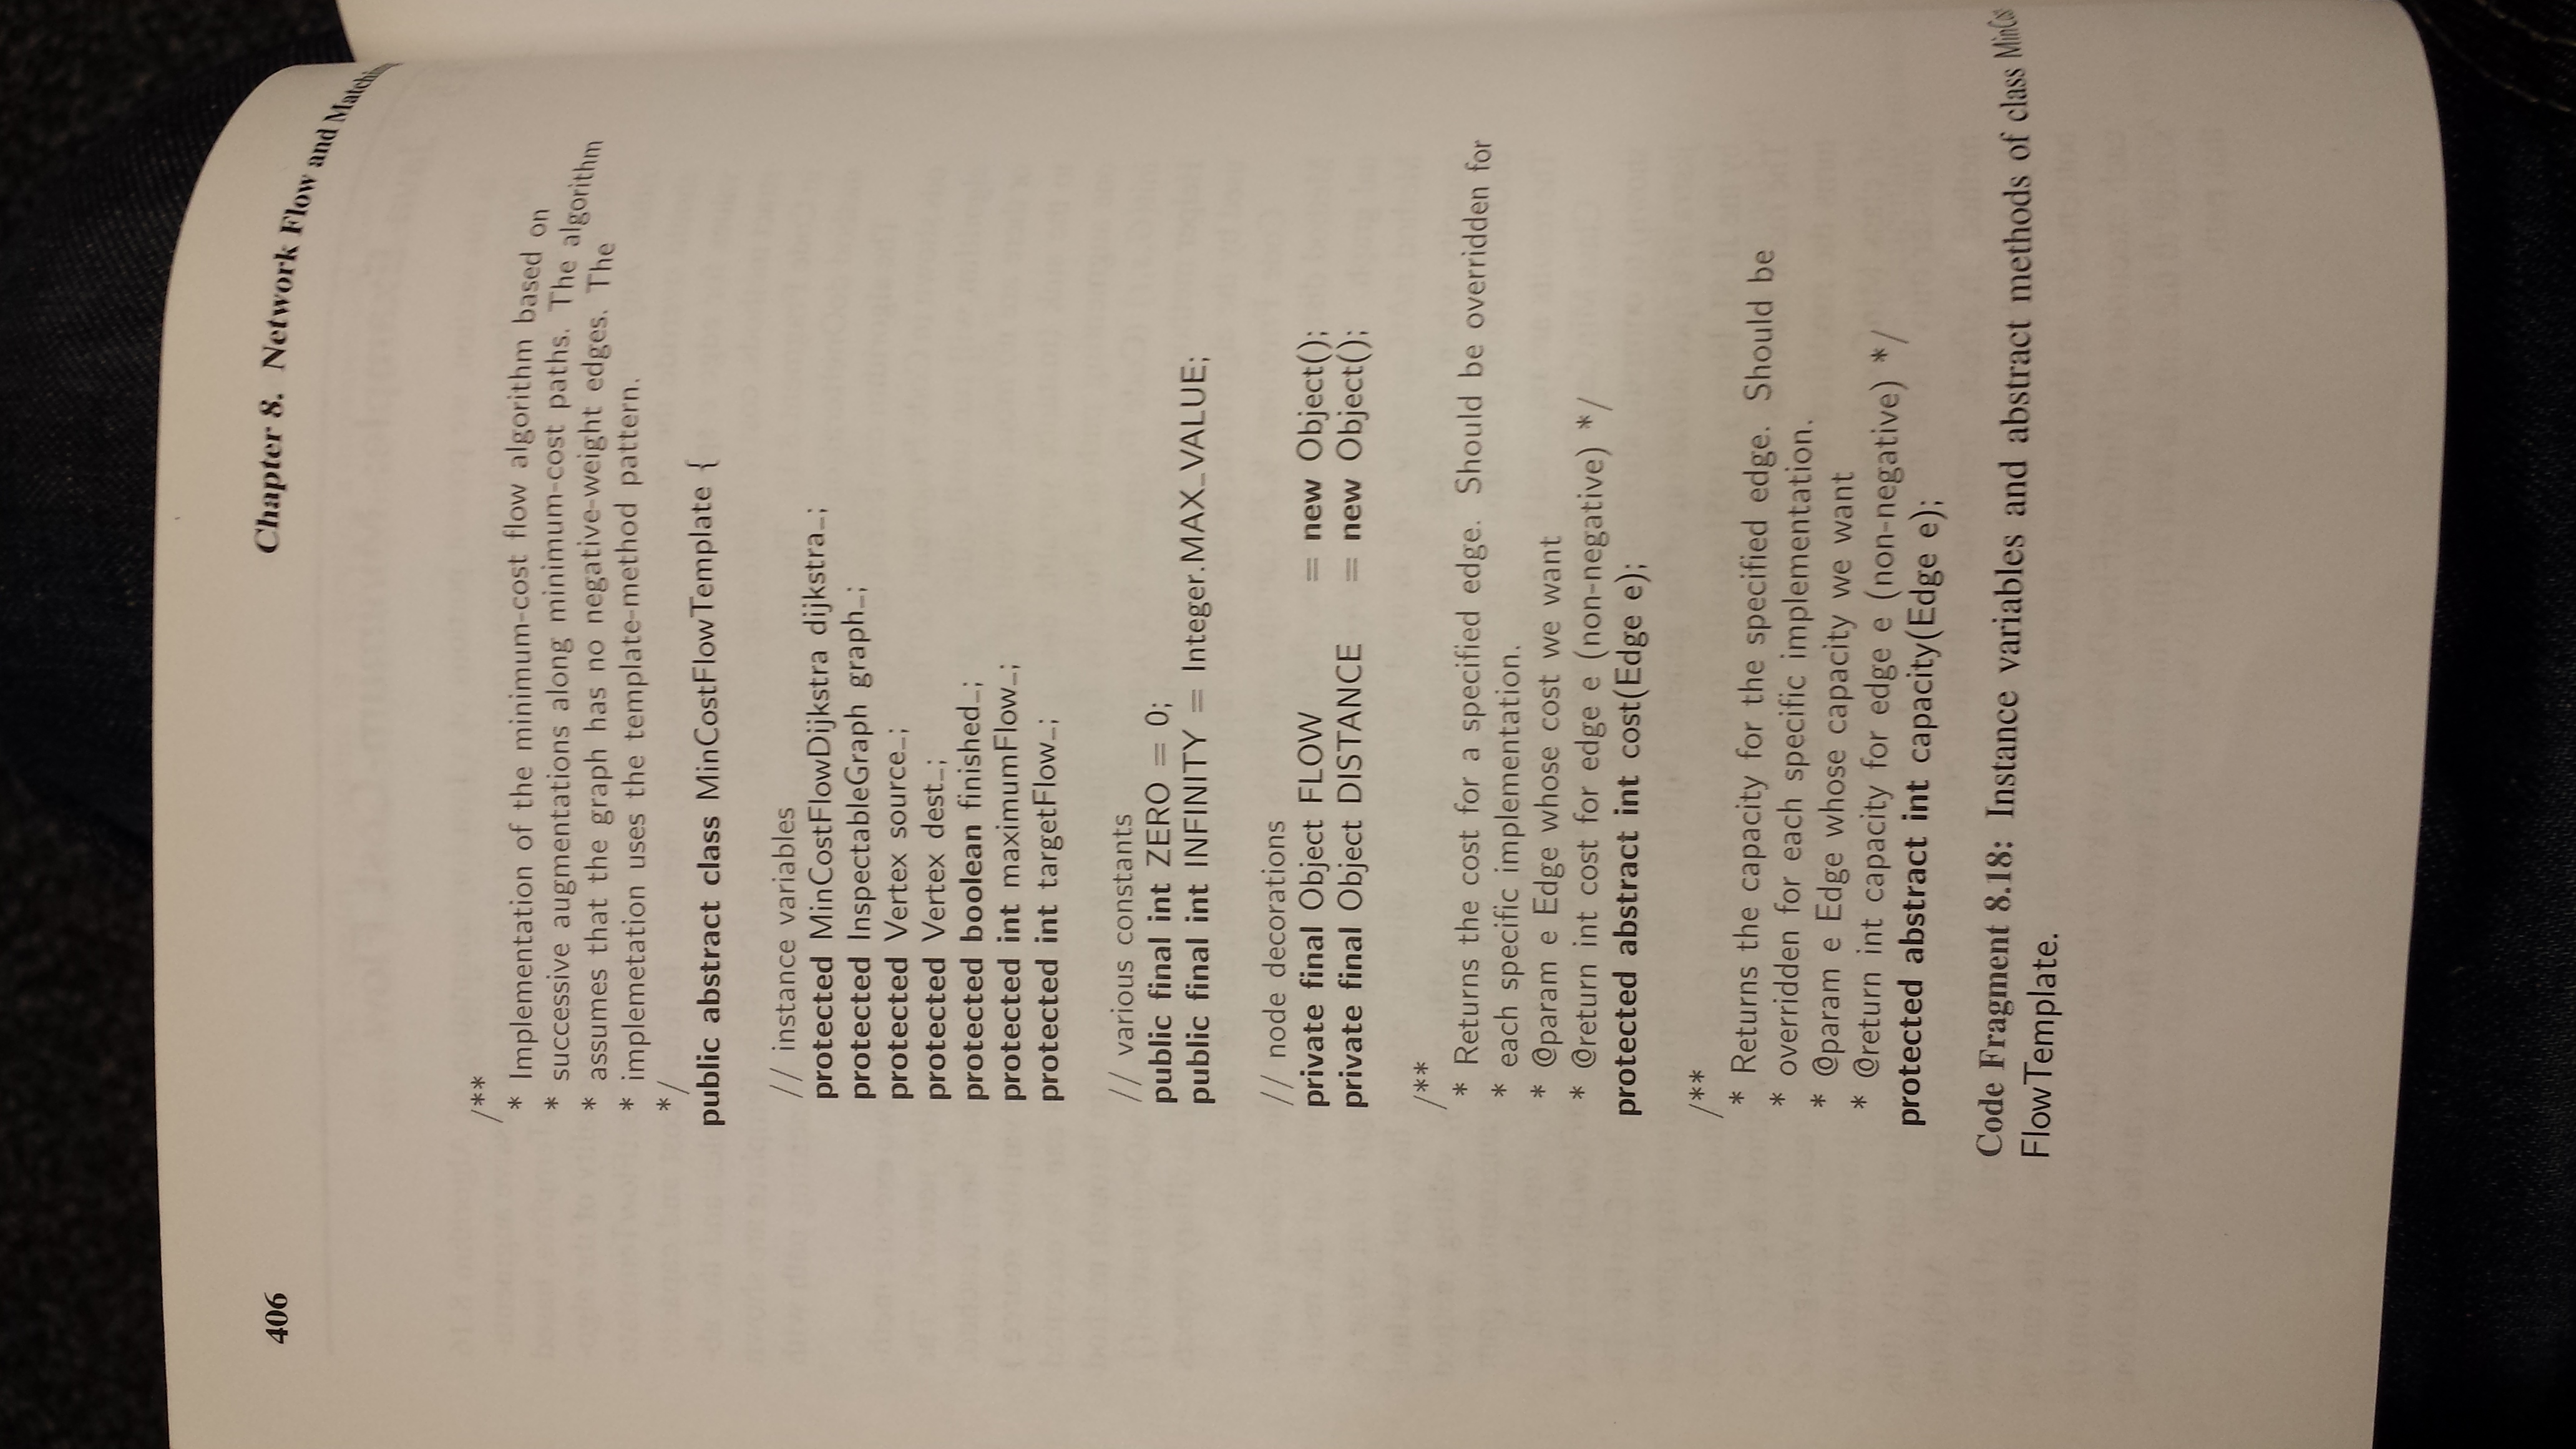 406
Chapter 8. Network Flow and Matching
/**
* Implementation of the minimum-cost flow algorithm based on
* successive augmentations along minimum-cost paths. The algorithm
* assumes that the graph has no negative-weight edges. The
* implemetation uses the template-method pattern.
*/
public abstract class MinCostFlowTemplate {
// instance variables
protected MinCostFlowDijkstra dijkstra_;
protected InspectableGraph graph_;
protected Vertex source_;
protected Vertex dest_;
protected boolean finished_;
protected int maximumFlow_;
protected int targetFlow_;
// various constants
public final int ZERO = 0;
public final int INFINITY = Integer.MAX_VALUE;
// node decorations
private final Object FLOW = new Object();
private final Object DISTANCE = new Object();
/**
* Returns the cost for a specified edge. Should be overridden for
* each specific implementation.
* @param e Edge whose cost we want
* @return int cost for edge e (non-negative) */
protected abstract int cost(Edge e);
/**
* Returns the capacity for the specified edge. Should be
* overridden for each specific implementation.
* @param e Edge whose capacity we want
* @return int capacity for edge e (non-negative) */
protected abstract int capacity(Edge e);
Code Fragment 8.18: Instance variables and abstract methods of class MinCost
FlowTemplate.